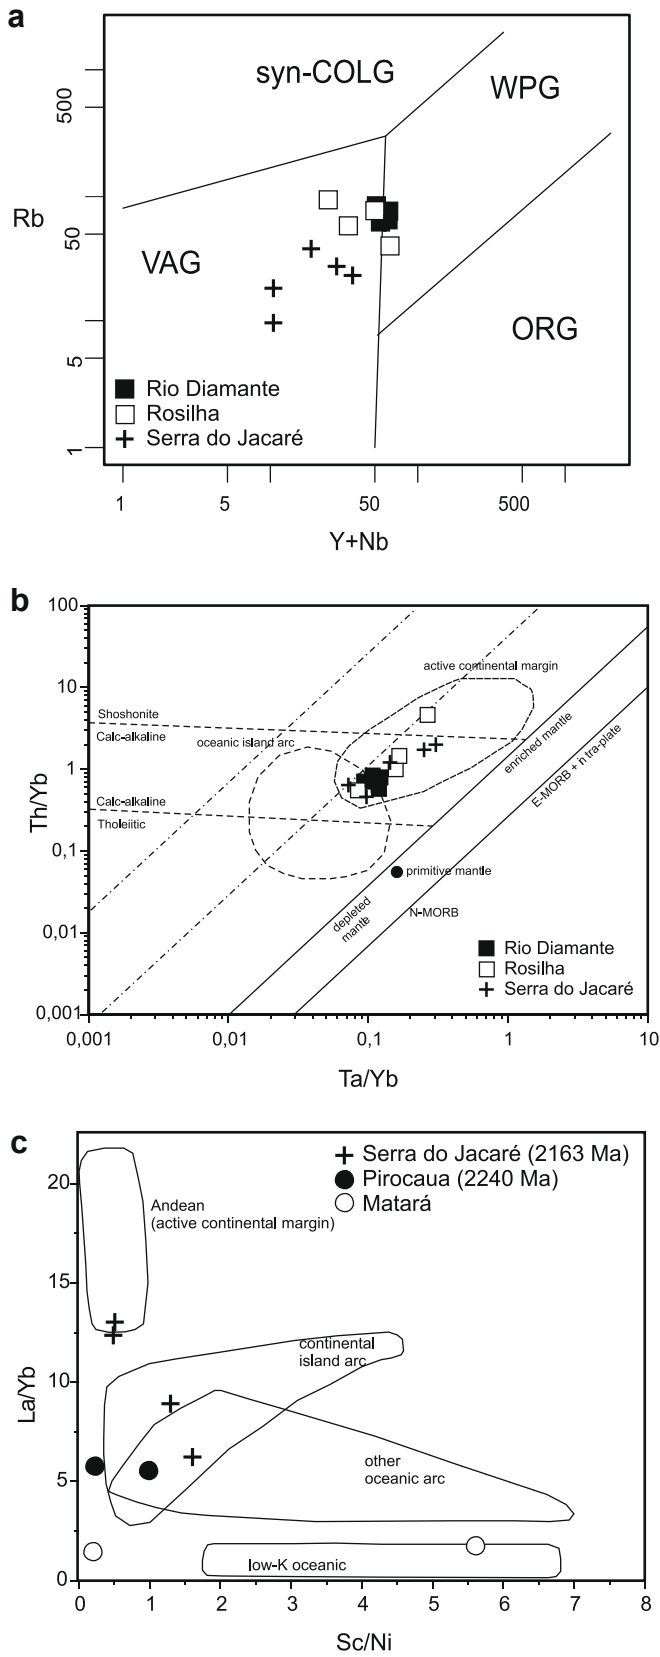 a
syn-COLG
WPG
500
Rb
50
VAG
ORG
5
Rio Diamante
Rosilha
Serra do Jacaré
1
1
5
50
500
Y+Nb
b
100
active continental margin
10
Shoshonite
Calc-alkaline
oceanic island arc
enriched mantle
E-MORB + intra-plate
1
Th/Yb
Calc-alkaline
Tholeiitic
0,1
primitive mantle
depleted
mantle
N-MORB
0,01
Rio Diamante
Rosilha
Serra do Jacaré
0,001
0,001
0,01
0,1
1
10
Ta/Yb
c
Serra do Jacaré (2163 Ma)
Pirocaua (2240 Ma)
Matará
20
Andean
(active continental margin)
15
continental
island arc
10
La/Yb
other
oceanic arc
5
low-K oceanic
0
0
1
2
3
4
5
6
7
8
Sc/Ni